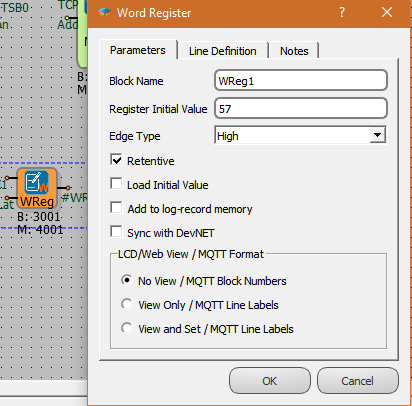 TSB0
TCP
Add
B:
M:
Word Register
?
Parameters
Line Definition
Notes
Block Name
WReg1
Register Initial Value
57
Edge Type
High
Retentive
Load Initial Value
Add to log-record memory
Sync with DevNET
LCD/Web View / MQTT Format
No View / MQTT Block Numbers
View Only / MQTT Line Labels
View and Set / MQTT Line Labels
OK
Cancel
W
WReg
#WR
B: 3001
M: 4001